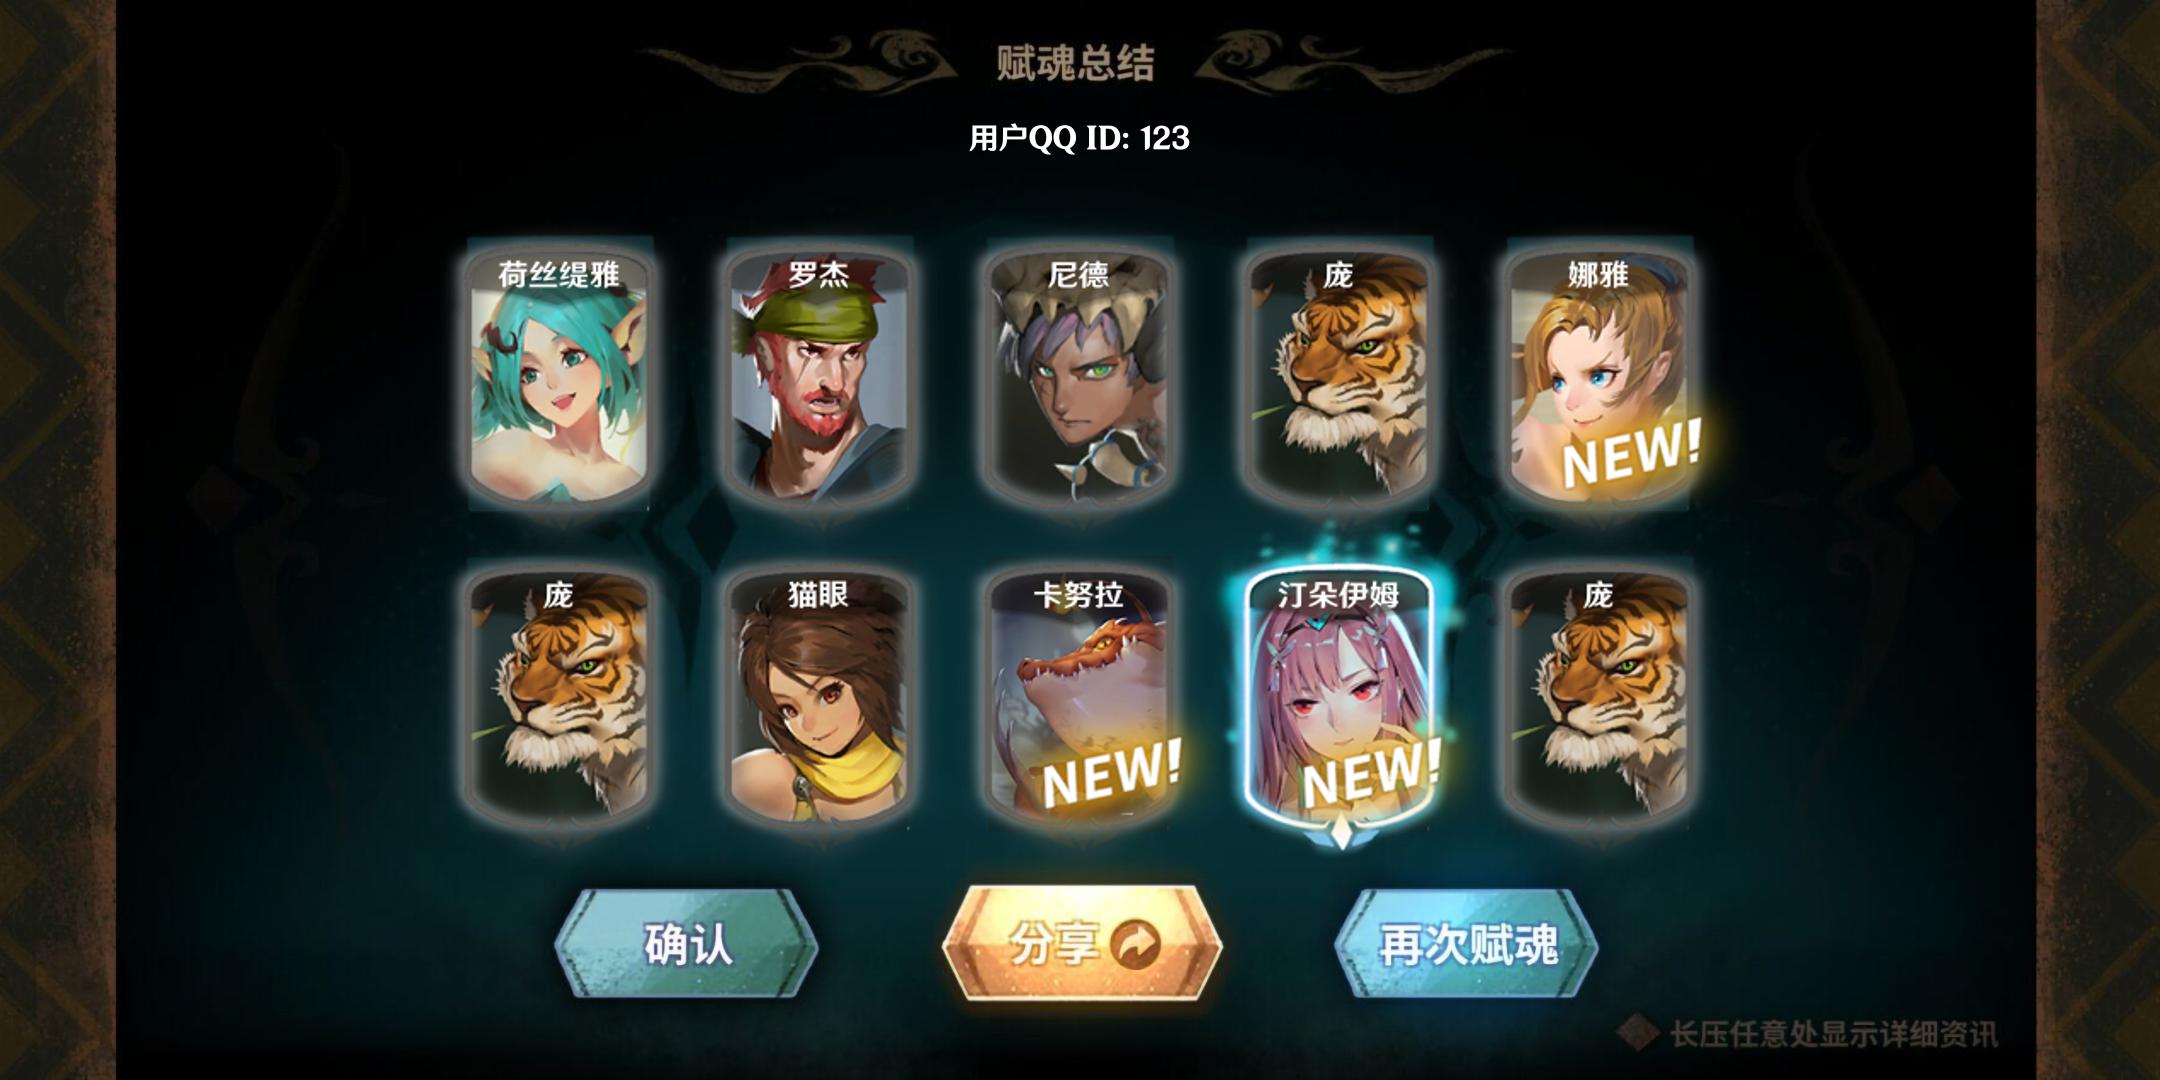 赋魂总结
用户QQ ID: 123
荷丝缇雅
罗杰
尼德
庞
娜雅
NEW!
庞
猫眼
卡努拉
NEW!
汀朵伊姆
NEW!
庞
确认
分享
再次赋魂
长压任意处显示详细资讯